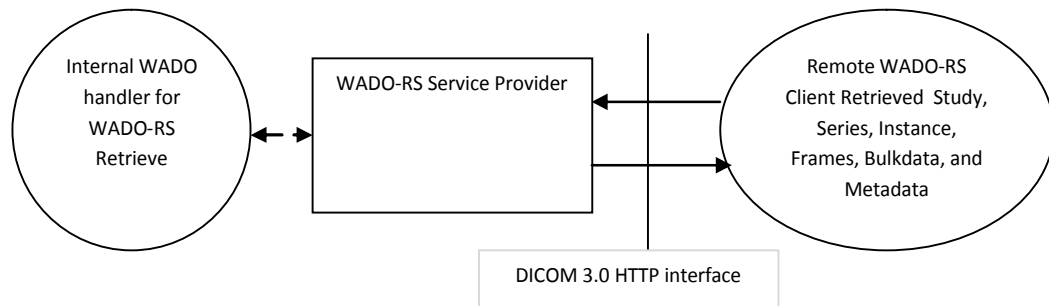 Internal WADO
handler for
WADO-RS
Retrieve
WADO-RS Service Provider
Remote WADO-RS
Client Retrieved Study,
Series, Instance,
Frames, Bulkdata, and
Metadata
DICOM 3.0 HTTP interface